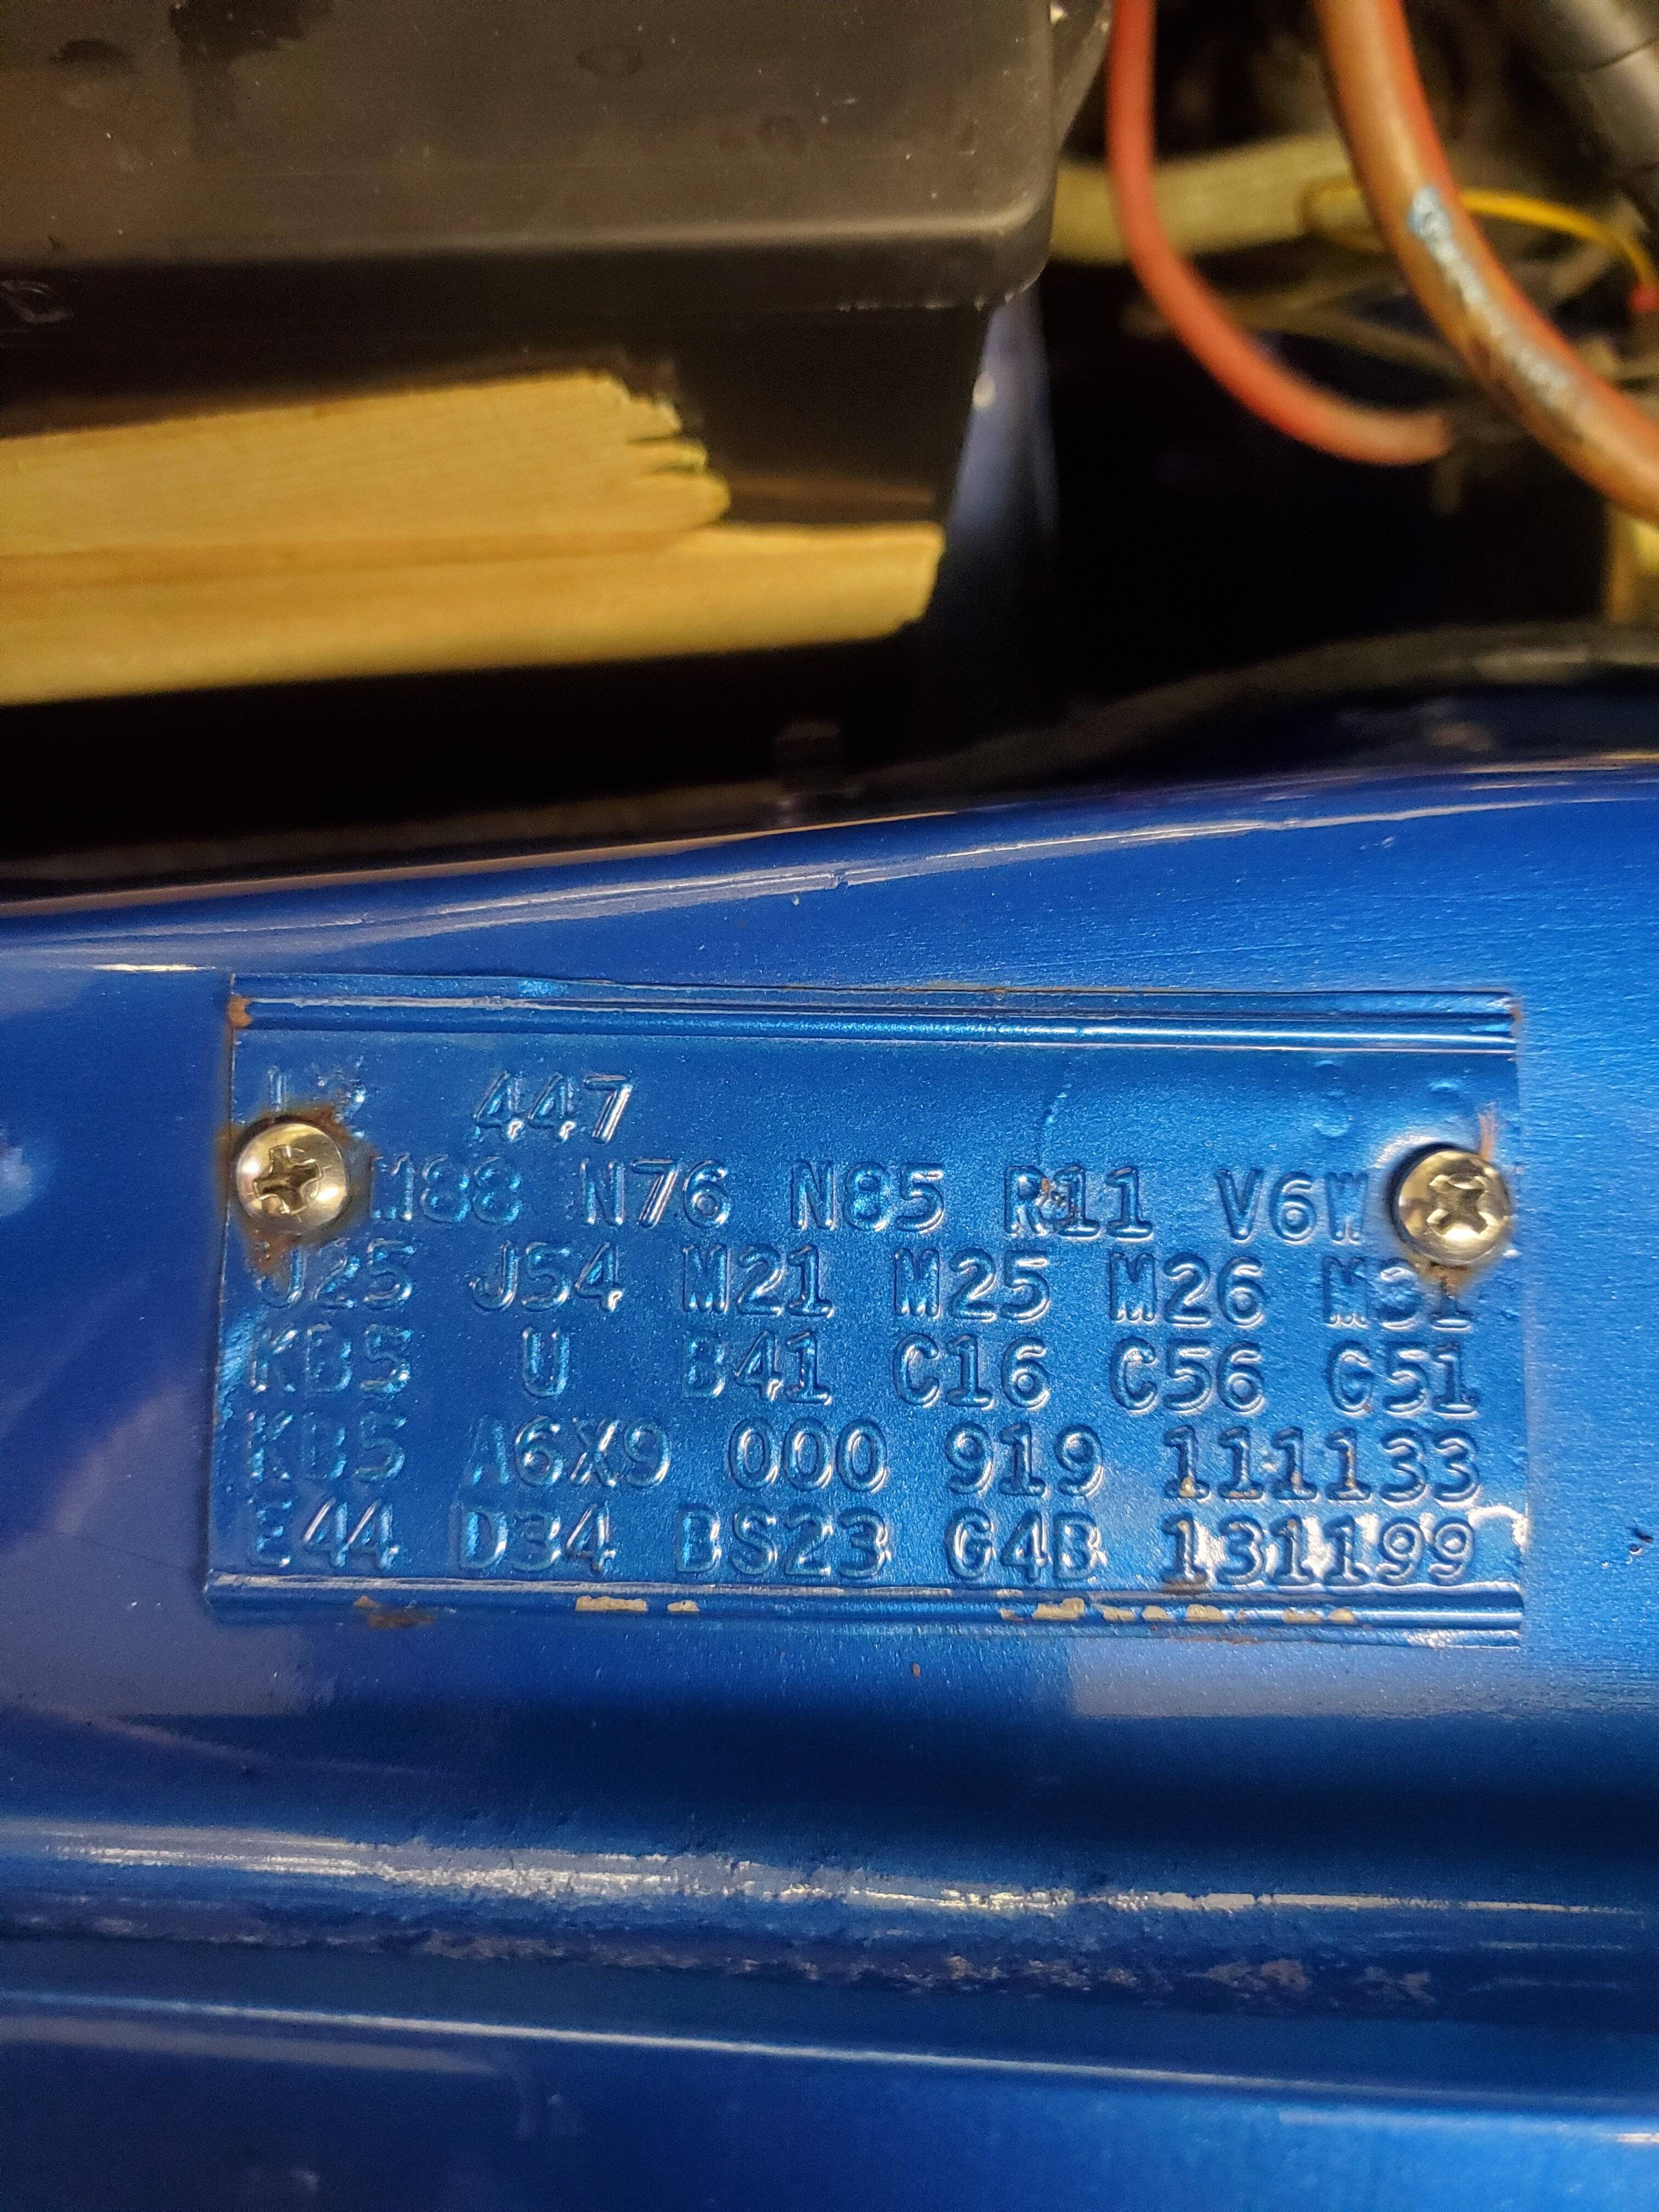 447
M88 N76 N85 R11 V6W
J25 J54 M21 M25 M26 M31
KB5 U B41 C16 C56 G51
KB5 A6X9 000 919 111133
E44 D34 BS23 G4B 131199